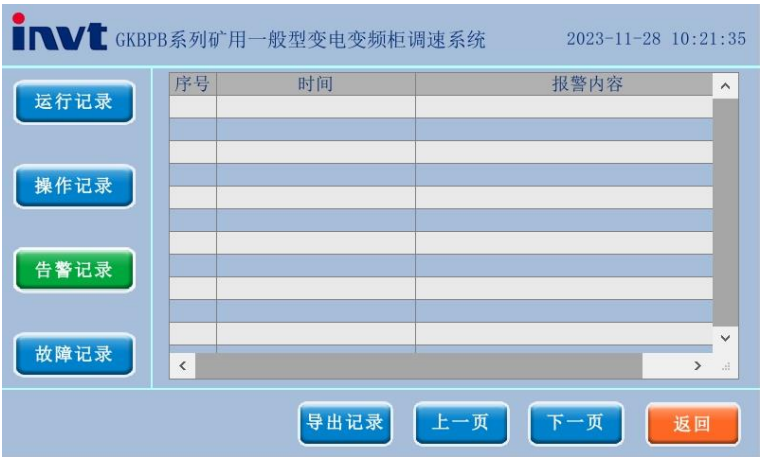 invt GKBPB系列矿用一般型变电变频柜调速系统 2023-11-28 10:21:35
序号 时间 报警内容
运行记录
操作记录
告警记录
故障记录
导出记录 上一页 下一页 返回